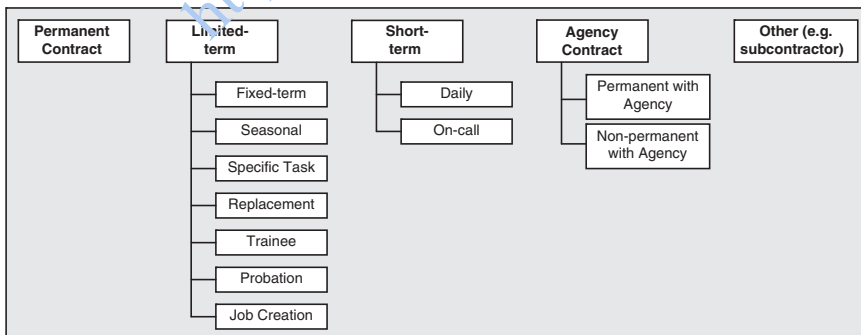 Permanent
Contract
Limited-
term
Fixed-term
Seasonal
Specific Task
Replacement
Trainee
Probation
Job Creation
Short-
term
Daily
On-call
Agency
Contract
Permanent with
Agency
Non-permanent
with Agency
Other (e.g.
subcontractor)